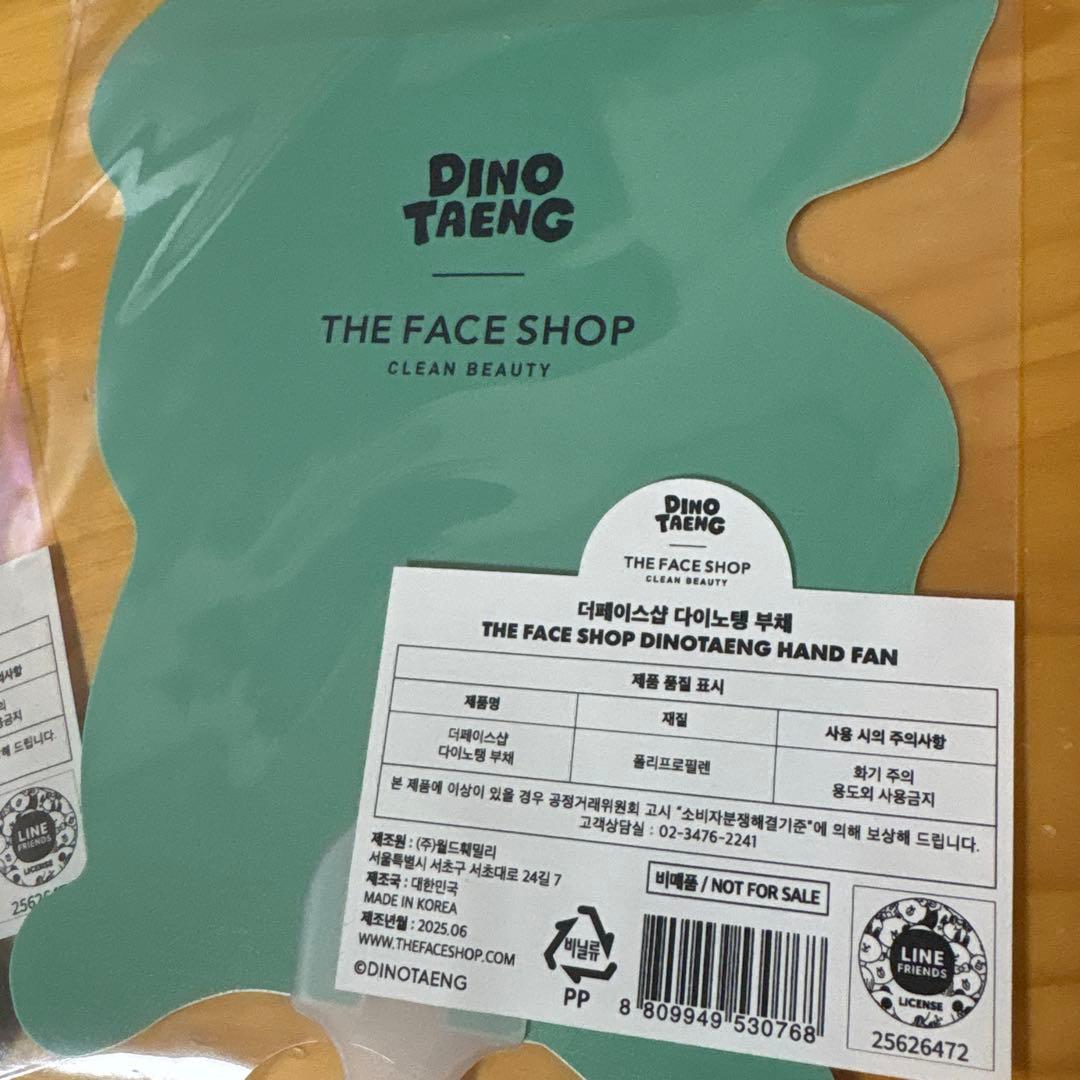 DINO
TAENG
THE FACE SHOP
CLEAN BEAUTY
DINO
TAENG
THE FACE SHOP
CLEAN BEAUTY
더페이스샵 다이노탱 부채
THE FACE SHOP DINOTAENG HAND FAN
제품 품질 표시
제품명
재질
사용 시의 주의사항
더페이스샵
다이노탱 부채
폴리프로필렌
화기 주의
용도외 사용금지
본 제품에 이상이 있을 경우 공정거래위원회 고시 "소비자분쟁해결기준"에 의해 보상해 드립니다.
고객상담실 : 02-3476-2241
제조원 : (주)월드훼밀리
서울특별시 서초구 서초대로 24길 7
제조국 : 대한민국
MADE IN KOREA
제조년월 : 2025.06
WWW.THEFACESHOP.COM
©DINOTAENG
비매품 / NOT FOR SALE
비닐류
PP
8 809949 530768
LINE
FRIENDS
LICENSE
25626472
드립니다.
LINE
FRIENDS
LICENSE